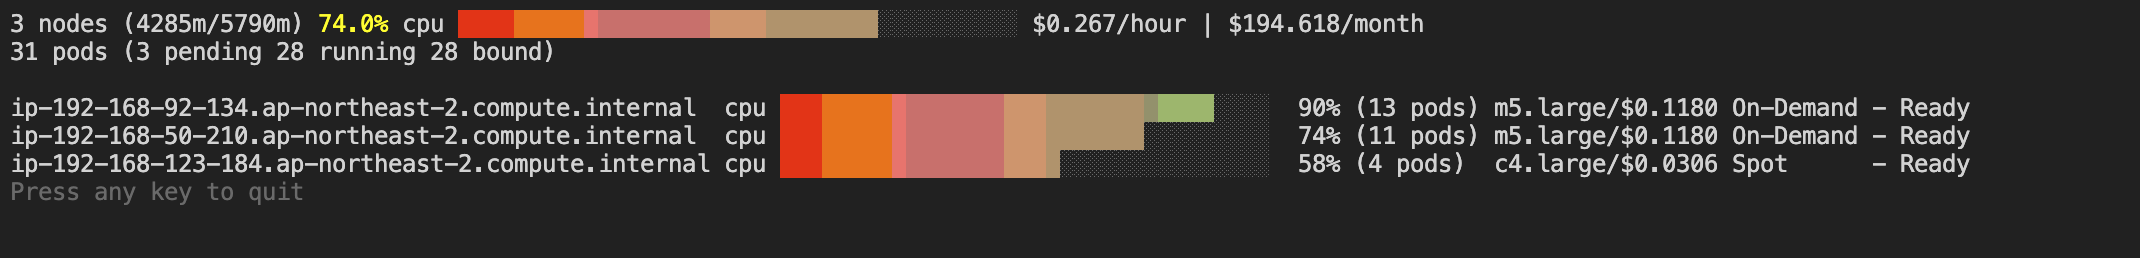 3 nodes (4285m/5790m) 74.0% cpu $0.267/hour | $194.618/month
31 pods (3 pending 28 running 28 bound)
ip-192-168-92-134.ap-northeast-2.compute.internal cpu 90% (13 pods) m5.large/$0.1180 On-Demand - Ready
ip-192-168-50-210.ap-northeast-2.compute.internal cpu 74% (11 pods) m5.large/$0.1180 On-Demand - Ready
ip-192-168-123-184.ap-northeast-2.compute.internal cpu 58% (4 pods) c4.large/$0.0306 Spot - Ready
Press any key to quit